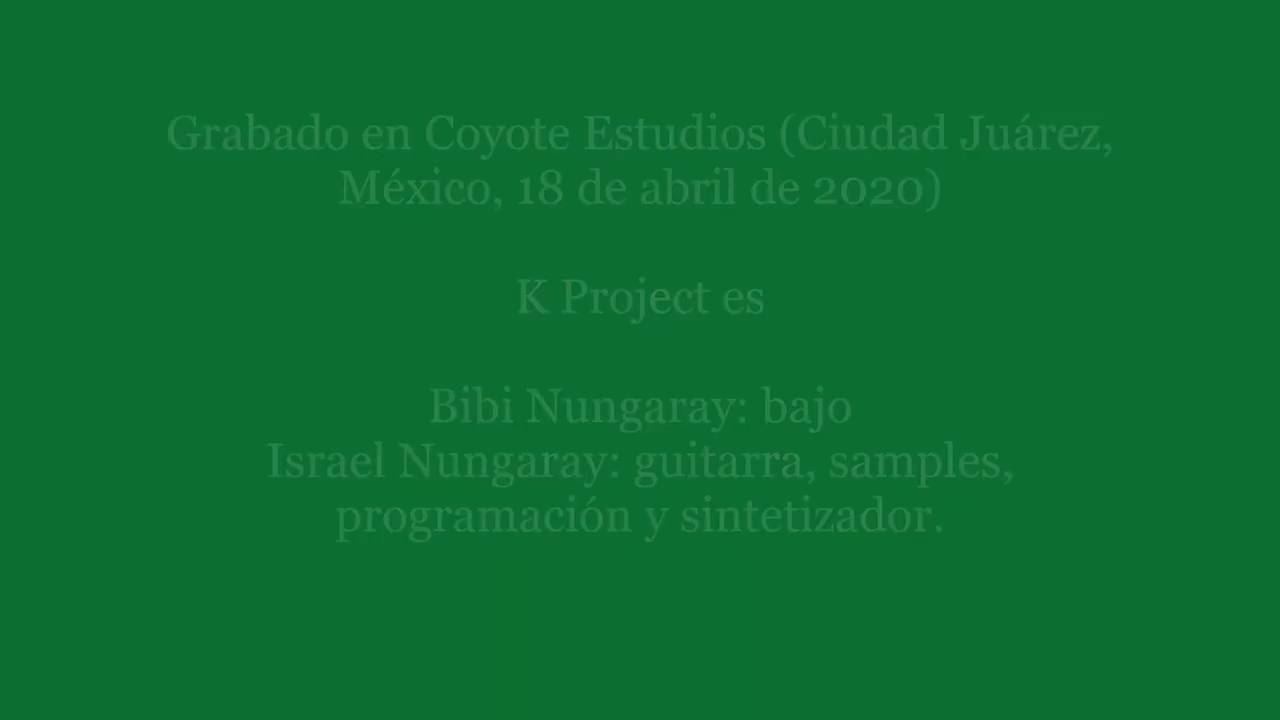 Grabado en Coyote Estudios (Ciudad Juárez,
México, 18 de abril de 2020)
K Project es
Bibi Nungaray: bajo
Israel Nungaray: guitarra, samples,
programación y sintetizador.